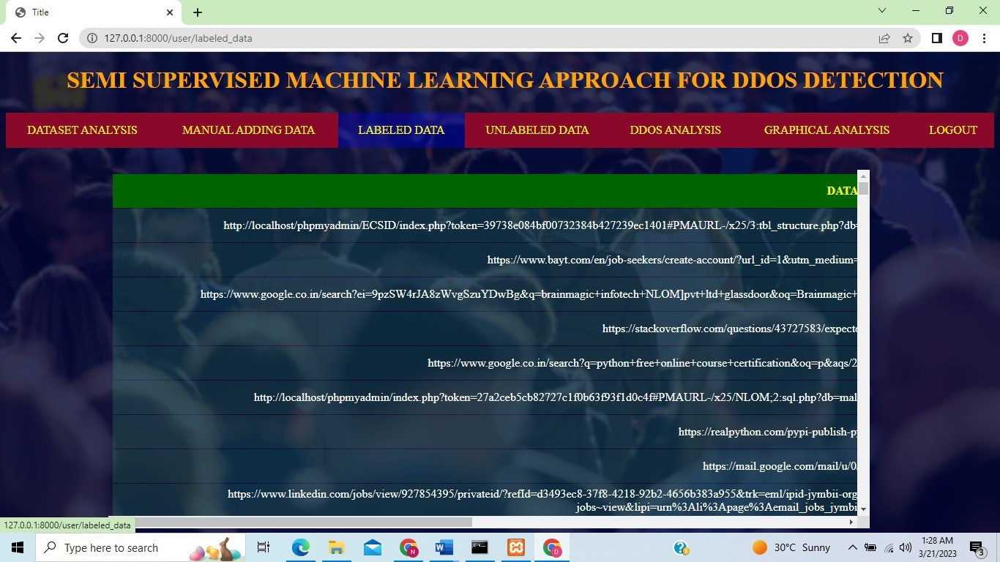 Title
127.0.0.1:8000/user/labeled_data
D
SEMI SUPERVISED MACHINE LEARNING APPROACH FOR DDOS DETECTION
DATASET ANALYSIS MANUAL ADDING DATA LABELED DATA UNLABELED DATA DDOS ANALYSIS GRAPHICAL ANALYSIS LOGOUT
DATA
http://localhost/phpmyadmin/ECSID/index.php?token=39738e084bf00732384b427239ec1401#PMAURL-/x25/3:tbl_structure.php?db=
https://www.bayt.com/en/job-seekers/create-account/?url_id=1&utm_medium=
https://www.google.co.in/search?ei=9pzSW4rJA8zWvgSzuYDwBg&q=brainmagic+infotech+NLOM]pvt+ltd+glassdoor&oq=Brainmagic+
https://stackoverflow.com/questions/43727583/expecte
https://www.google.co.in/search?q=python+free+online+course+certification&oq=p&aqs/2
http://localhost/phpmyadmin/index.php?token=27a2ceb5cb82727c1f0b63f93f1d0c4f#PMAURL-/x25/NLOM;2:sql.php?db=mal
https://realpython.com/pypi-publish-p
https://mail.google.com/mail/u/0
https://www.linkedin.com/jobs/view/927854395/privateid/?refId=d3493ec8-37f8-4218-92b2-4656b383a955&trk=eml/ipid-jymbii-org
jobs~view&lipi=urn%3Ali%3Apage%3Aemail_jobs_jymbi
127.0.0.1:8000/user/labeled_data
Type here to search
N
D
30°C Sunny
1:28 AM
3/21/2023
3